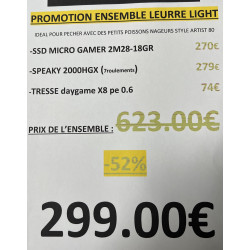 PROMOTION ENSEMBLE LEURRE LIGHT
IDEAL POUR PECHER AVEC DES PETITS POISSONS NAGEURS STYLE ARTIST 80
-SSD MICRO GAMER 2M28-18GR 270€
-SPEAKY 2000HGX (7roulements) 279€
-TRESSE daygame X8 pe 0.6 74€
PRIX DE L'ENSEMBLE : 623.00€
-52%
299.00€